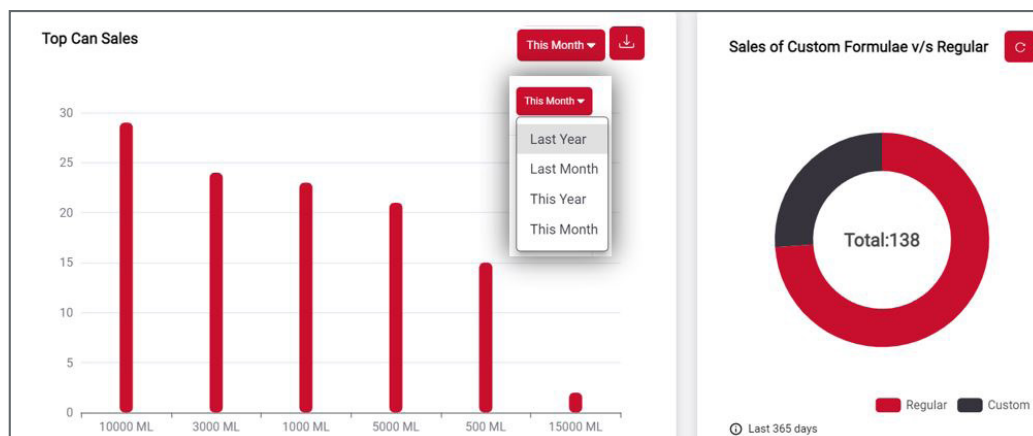 Top Can Sales
This Month
This Month
Last Year
Last Month
This Year
This Month
30
25
20
15
10
5
0
10000 ML 3000 ML 1000 ML 5000 ML 500 ML 15000 ML
Sales of Custom Formulae v/s Regular
Total:138
Regular Custom
Last 365 days